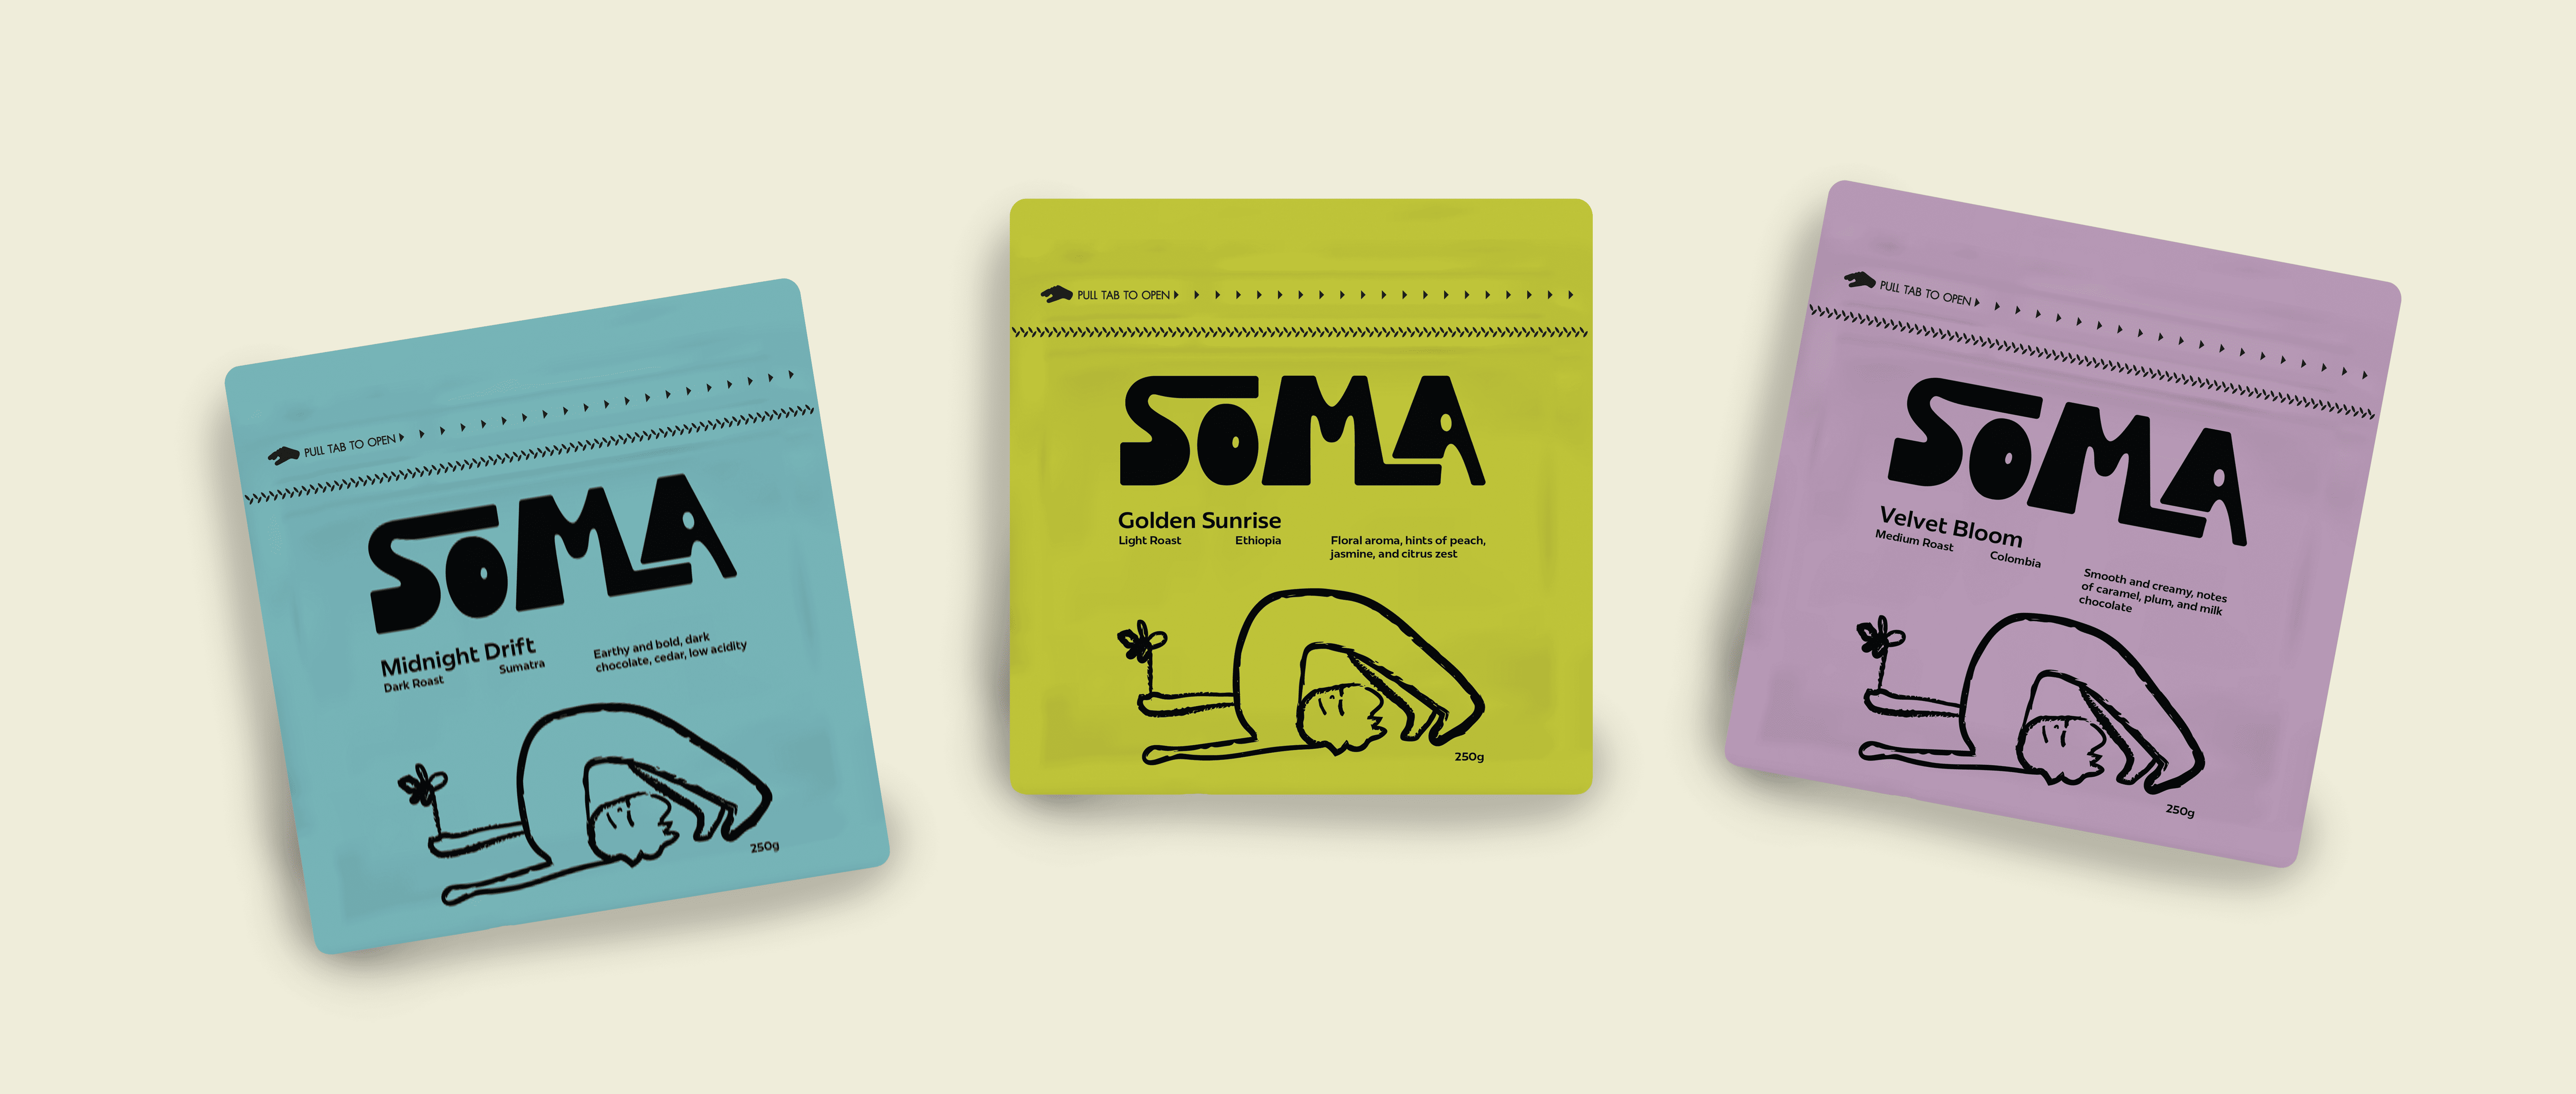 PULL TAB TO OPEN
SOMA
Midnight Drift
Dark Roast
Sumatra
Earthy and bold, dark
chocolate, cedar, low acidity
250g
PULL TAB TO OPEN
SOMA
Golden Sunrise
Light Roast
Ethiopia
Floral aroma, hints of peach,
jasmine, and citrus zest
250g
PULL TAB TO OPEN
SOMA
Velvet Bloom
Medium Roast
Colombia
Smooth and creamy, notes
of caramel, plum, and milk
chocolate
250g